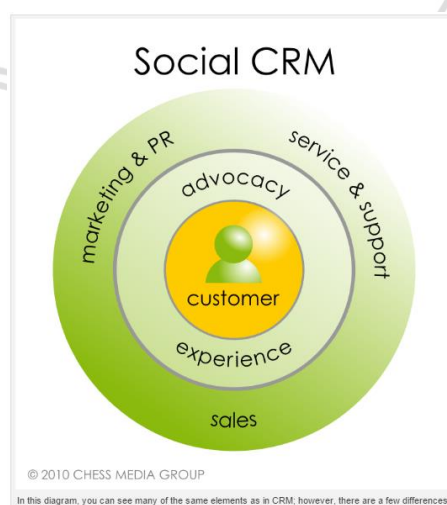 Social CRM
marketing & PR
service & support
advocacy
customer
experience
sales
© 2010 CHESS MEDIA GROUP
In this diagram, you can see many of the same elements as in CRM; however, there are a few differences